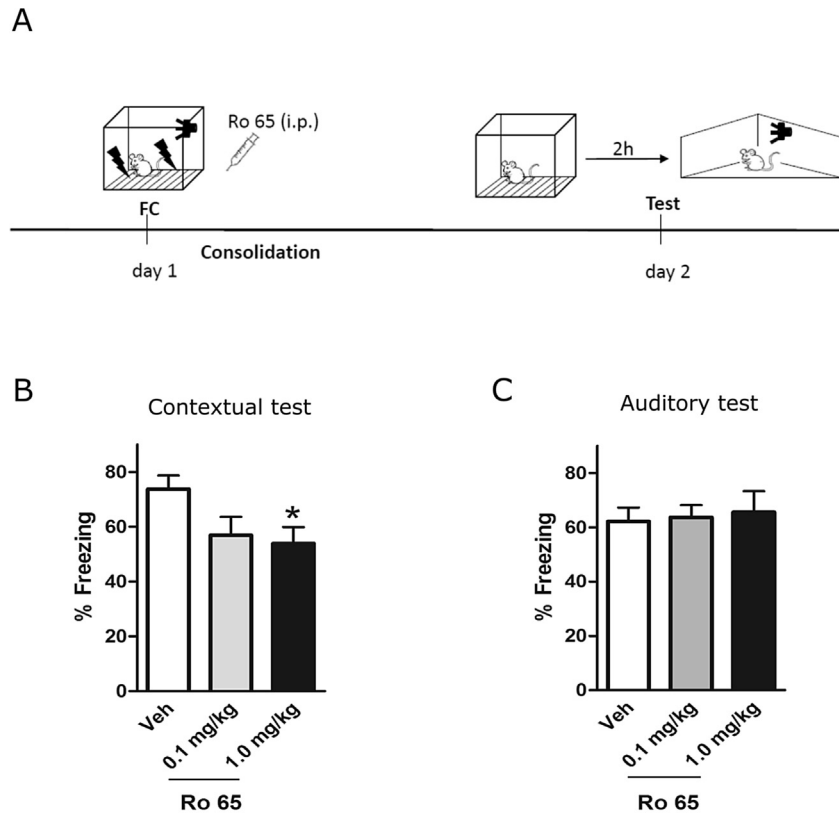 A
Ro 65 (i.p.)
2h
FC
Test
Consolidation
day 1
day 2
B
Contextual test
% Freezing
80
60
40
20
0
*
Veh
0.1 mg/kg
1.0 mg/kg
Ro 65
C
Auditory test
% Freezing
80
60
40
20
0
Veh
0.1 mg/kg
1.0 mg/kg
Ro 65